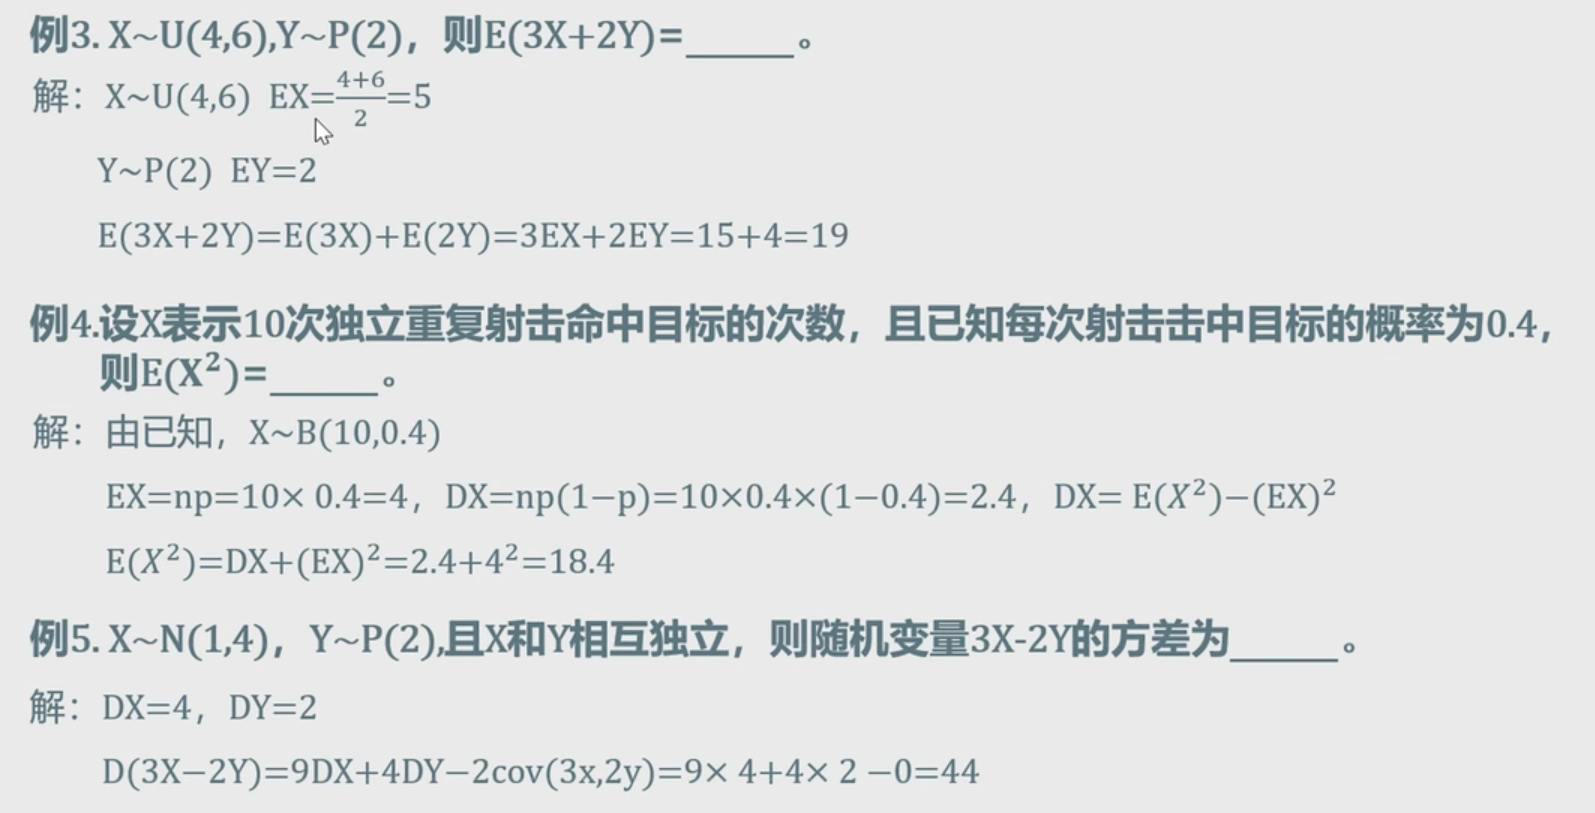 例3. X~U(4,6),Y~P(2)，则E(3X+2Y)=______。
解：X~U(4,6) EX=\frac{4+6}{2}=5
Y~P(2) EY=2
E(3X+2Y)=E(3X)+E(2Y)=3EX+2EY=15+4=19
例4.设X表示10次独立重复射击命中目标的次数，且已知每次射击击中目标的概率为0.4，
则E(X²)=______。
解：由已知，X~B(10,0.4)
EX=np=10× 0.4=4，DX=np(1−p)=10×0.4×(1−0.4)=2.4，DX= E(X²)−(EX)²
E(X²)=DX+(EX)²=2.4+4²=18.4
例5. X~N(1,4)，Y~P(2),且X和Y相互独立，则随机变量3X-2Y的方差为______。
解：DX=4，DY=2
D(3X−2Y)=9DX+4DY−2cov(3x,2y)=9× 4+4× 2 −0=44